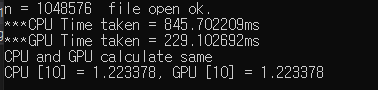 n = 1048576  file open ok.
***CPU Time taken = 845.702209ms
***GPU Time taken = 229.102692ms
CPU and GPU calculate same
CPU [10] = 1.223378, GPU [10] = 1.223378